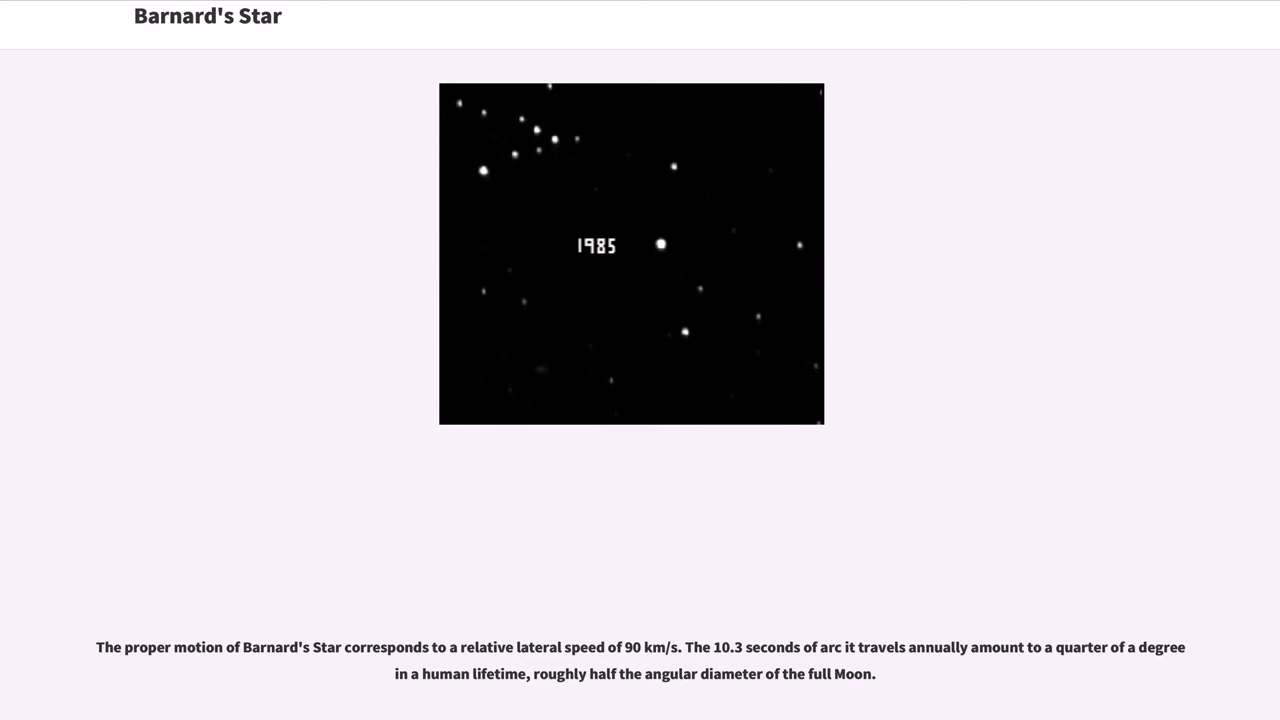 Barnard's Star
1985
The proper motion of Barnard's Star corresponds to a relative lateral speed of 90 km/s. The 10.3 seconds of arc it travels annually amount to a quarter of a degree
in a human lifetime, roughly half the angular diameter of the full Moon.